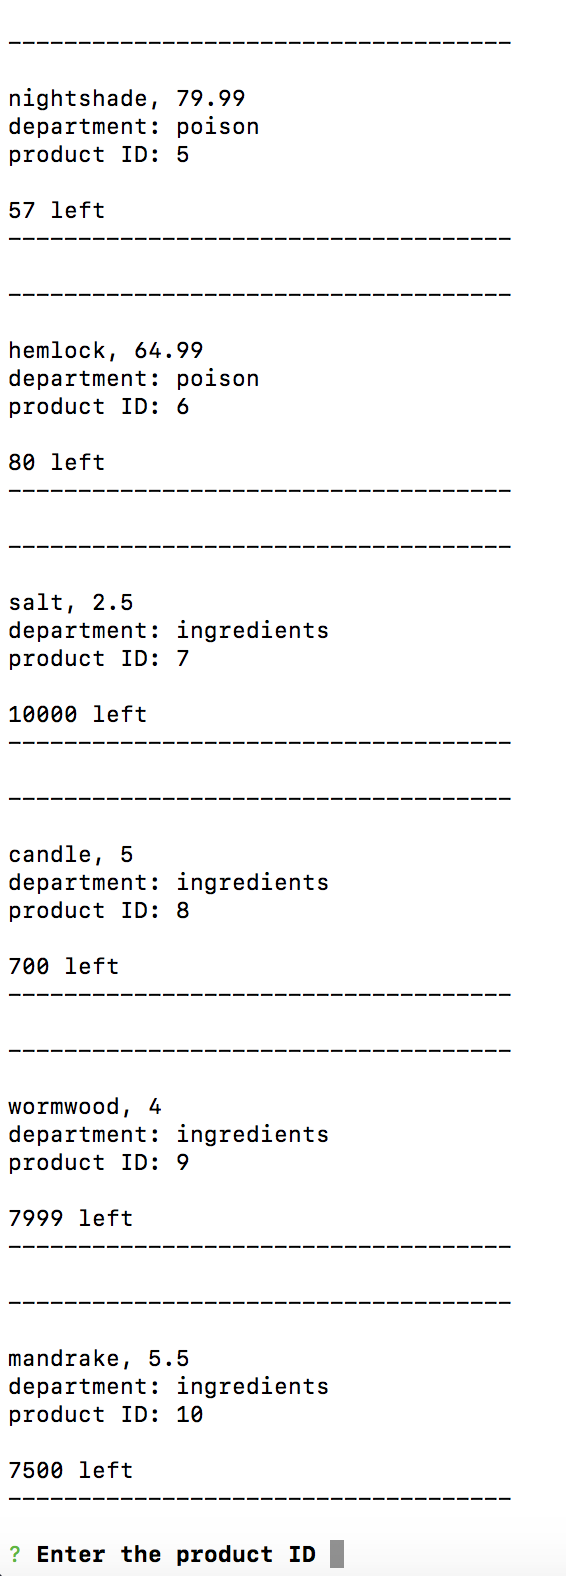 ------------------------------------
nightshade, 79.99
department: poison
product ID: 5
57 left
------------------------------------
------------------------------------
hemlock, 64.99
department: poison
product ID: 6
80 left
------------------------------------
------------------------------------
salt, 2.5
department: ingredients
product ID: 7
10000 left
------------------------------------
------------------------------------
candle, 5
department: ingredients
product ID: 8
700 left
------------------------------------
------------------------------------
wormwood, 4
department: ingredients
product ID: 9
7999 left
------------------------------------
------------------------------------
mandrake, 5.5
department: ingredients
product ID: 10
7500 left
------------------------------------
? Enter the product ID